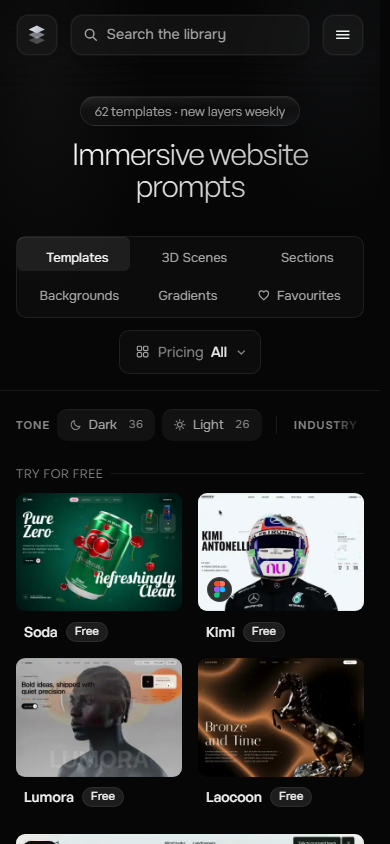 Search the library
62 templates · new layers weekly
Immersive website
prompts
Templates
3D Scenes
Sections
Backgrounds
Gradients
Favourites
Pricing All
TONE
Dark 36
Light 26
INDUSTRY
TRY FOR FREE
Pure
Zero
Refreshingly
Clean
KIMI
ANTONELLI
PETRONAS
Soda Free
Kimi Free
Bold ideas, shipped with
quiet precision
LUMORA
Bronze
and Time
Lumora Free
Laocoon Free